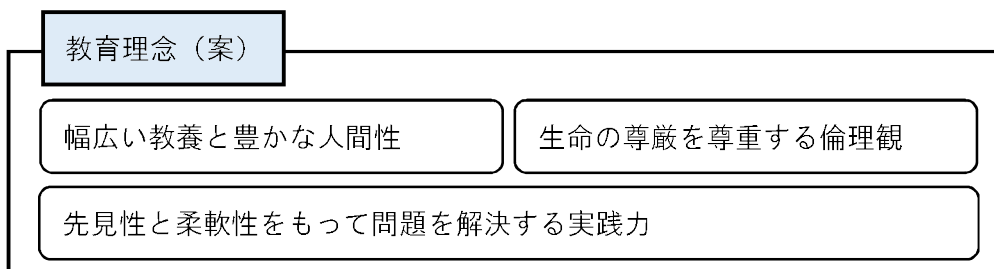 教育理念（案）
幅広い教養と豊かな人間性
生命の尊厳を尊重する倫理観
先見性と柔軟性をもって問題を解決する実践力